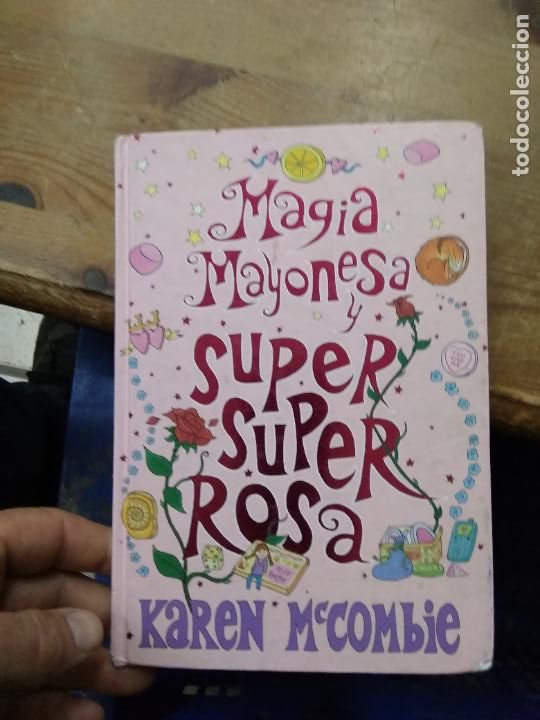 Magia
Mayonesa
y
SUPER
SUPER
ROSA
KAREN McCOMBIE
todocoleccion